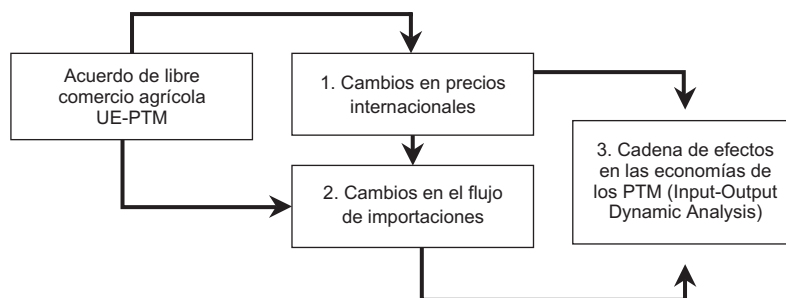 Acuerdo de libre
comercio agrícola
UE-PTM
1. Cambios en precios
internacionales
2. Cambios en el flujo
de importaciones
3. Cadena de efectos
en las economías de
los PTM (Input-Output
Dynamic Analysis)